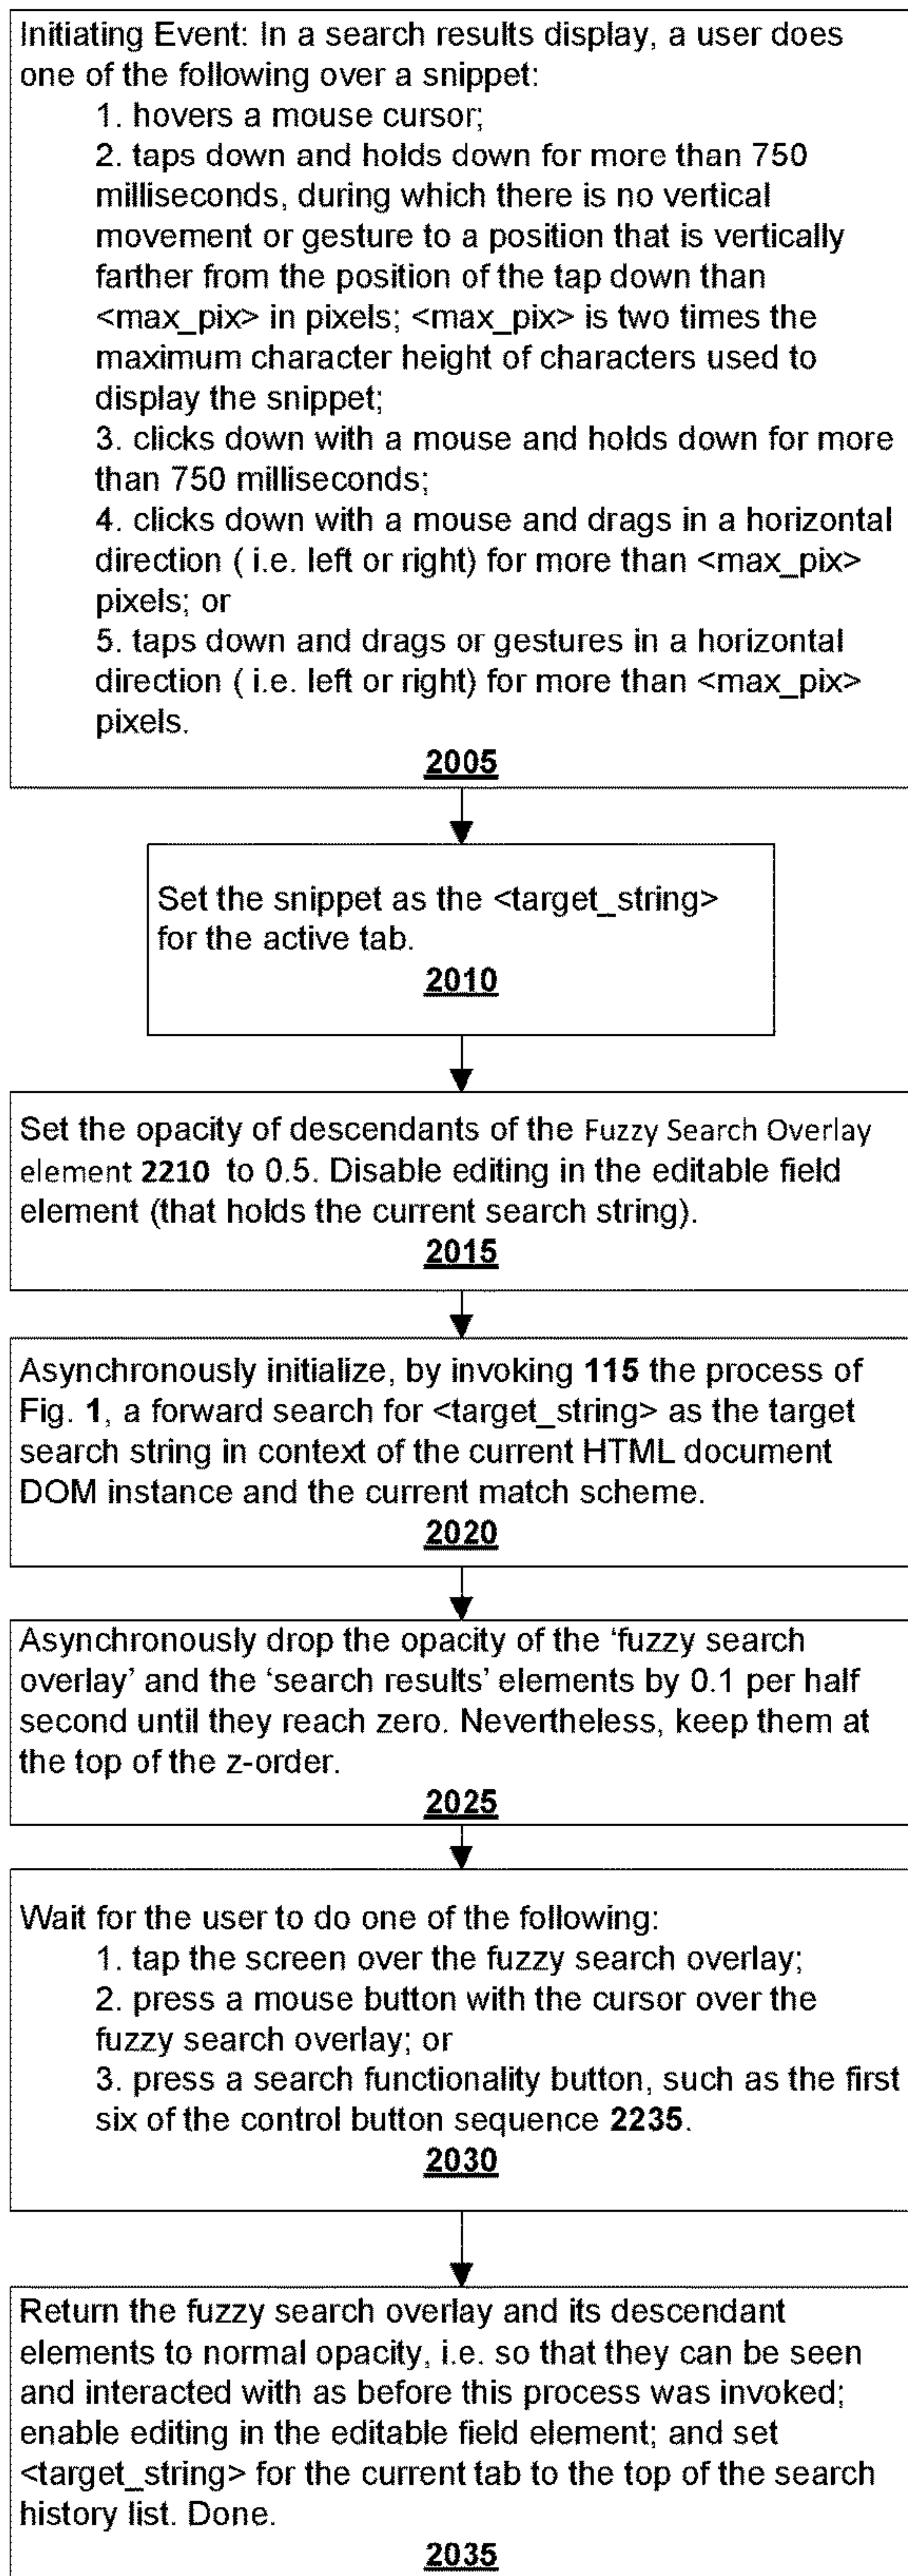 Initiating Event: In a search results display, a user does
one of the following over a snippet:
1. hovers a mouse cursor;
2. taps down and holds down for more than 750
milliseconds, during which there is no vertical
movement or gesture to a position that is vertically
farther from the position of the tap down than
<max_pix> in pixels; <max_pix> is two times the
maximum character height of characters used to
display the snippet;
3. clicks down with a mouse and holds down for more
than 750 milliseconds;
4. clicks down with a mouse and drags in a horizontal
direction ( i.e. left or right) for more than <max_pix>
pixels; or
5. taps down and drags or gestures in a horizontal
direction ( i.e. left or right) for more than <max_pix>
pixels.
2005
Set the snippet as the <target_string>
for the active tab.
2010
Set the opacity of descendants of the Fuzzy Search Overlay
element 2210 to 0.5. Disable editing in the editable field
element (that holds the current search string).
2015
Asynchronously initialize, by invoking 115 the process of
Fig. 1, a forward search for <target_string> as the target
search string in context of the current HTML document
DOM instance and the current match scheme.
2020
Asynchronously drop the opacity of the ‘fuzzy search
overlay’ and the ‘search results’ elements by 0.1 per half
second until they reach zero. Nevertheless, keep them at
the top of the z-order.
2025
Wait for the user to do one of the following:
1. tap the screen over the fuzzy search overlay;
2. press a mouse button with the cursor over the
fuzzy search overlay; or
3. press a search functionality button, such as the first
six of the control button sequence 2235.
2030
Return the fuzzy search overlay and its descendant
elements to normal opacity, i.e. so that they can be seen
and interacted with as before this process was invoked;
enable editing in the editable field element; and set
<target_string> for the current tab to the top of the search
history list. Done.
2035